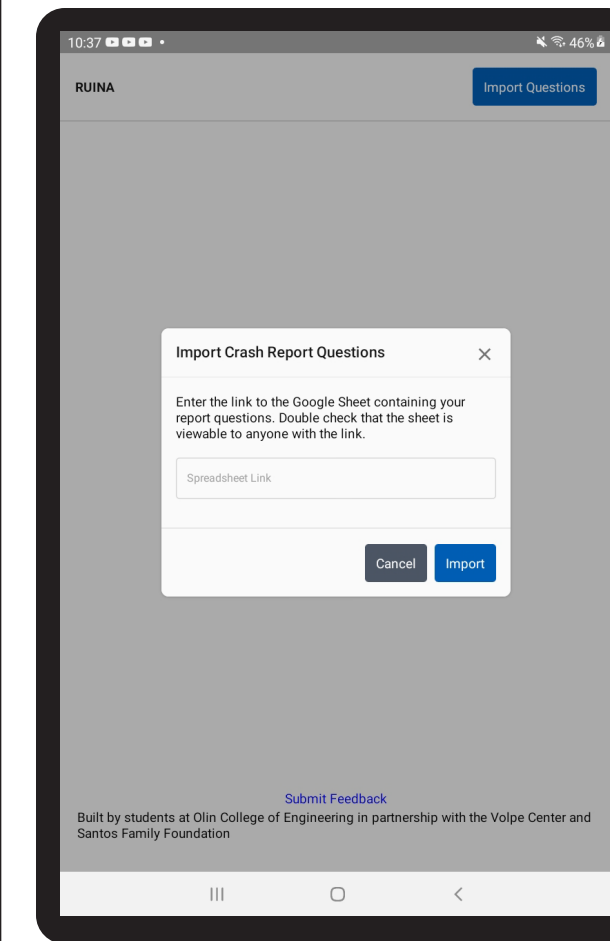 10:37
46%
RUINA
Import Questions
Import Crash Report Questions
Enter the link to the Google Sheet containing your
report questions. Double check that the sheet is
viewable to anyone with the link.
Spreadsheet Link
Cancel
Import
Submit Feedback
Built by students at Olin College of Engineering in partnership with the Volpe Center and
Santos Family Foundation